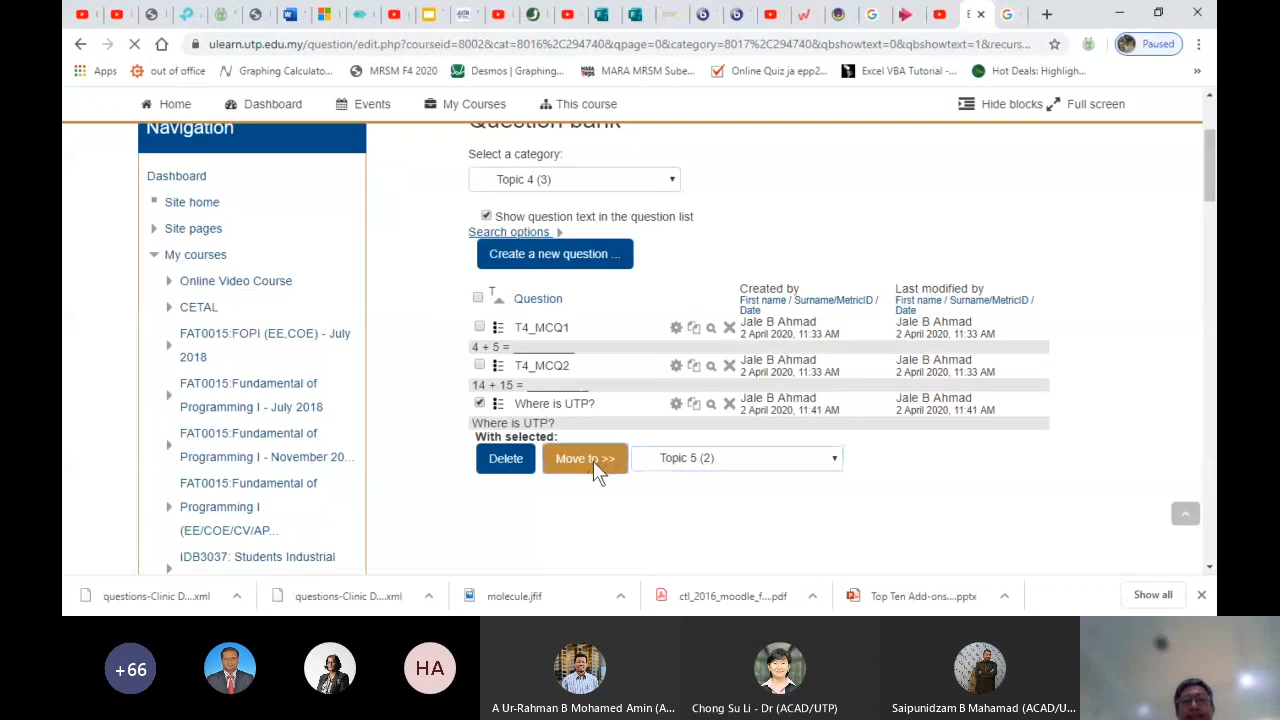 E
Paused
ulearn.utp.edu.my/question/edit.php?courseid=8002&cat=8016%2C294740&qpage=0&category=8017%2C294740&qbshowtext=0&qbshowtext=1&recurs...
Apps
out of office
Graphing Calculato...
MRSM F4 2020
Desmos | Graphing...
MARA MRSM Sube...
Online Quiz ja epp2...
Excel VBA Tutorial -...
Hot Deals: Highligh...
»
Home
Dashboard
Events
My Courses
This course
Hide blocks
Full screen
Navigation
Dashboard
Site home
Site pages
My courses
Online Video Course
CETAL
FAT0015:FOPI (EE,COE) - July
2018
FAT0015:Fundamental of
Programming I - July 2018
FAT0015:Fundamental of
Programming I - November 20...
FAT0015:Fundamental of
Programming I
(EE/COE/CV/AP...
IDB3037: Students Industrial
Question bank
Select a category:
Topic 4 (3)
Show question text in the question list
Search options
Create a new question ...
T
Question
Created by
First name / Surname/MetricID /
Date
Last modified by
First name / Surname/MetricID /
Date
T4_MCQ1
Jale B Ahmad
2 April 2020, 11:33 AM
Jale B Ahmad
2 April 2020, 11:33 AM
4 + 5 = _________
T4_MCQ2
Jale B Ahmad
2 April 2020, 11:33 AM
Jale B Ahmad
2 April 2020, 11:33 AM
14 + 15 = _________
Where is UTP?
Jale B Ahmad
2 April 2020, 11:41 AM
Jale B Ahmad
2 April 2020, 11:41 AM
Where is UTP?
With selected:
Delete
Move to >>
Topic 5 (2)
questions-Clinic D....xml
questions-Clinic D....xml
molecule.jfif
ctl_2016_moodle_f....pdf
Top Ten Add-ons....pptx
Show all
+66
HA
A Ur-Rahman B Mohamed Amin (A...
Chong Su Li - Dr (ACAD/UTP)
Saipunidzam B Mahamad (ACAD/U...